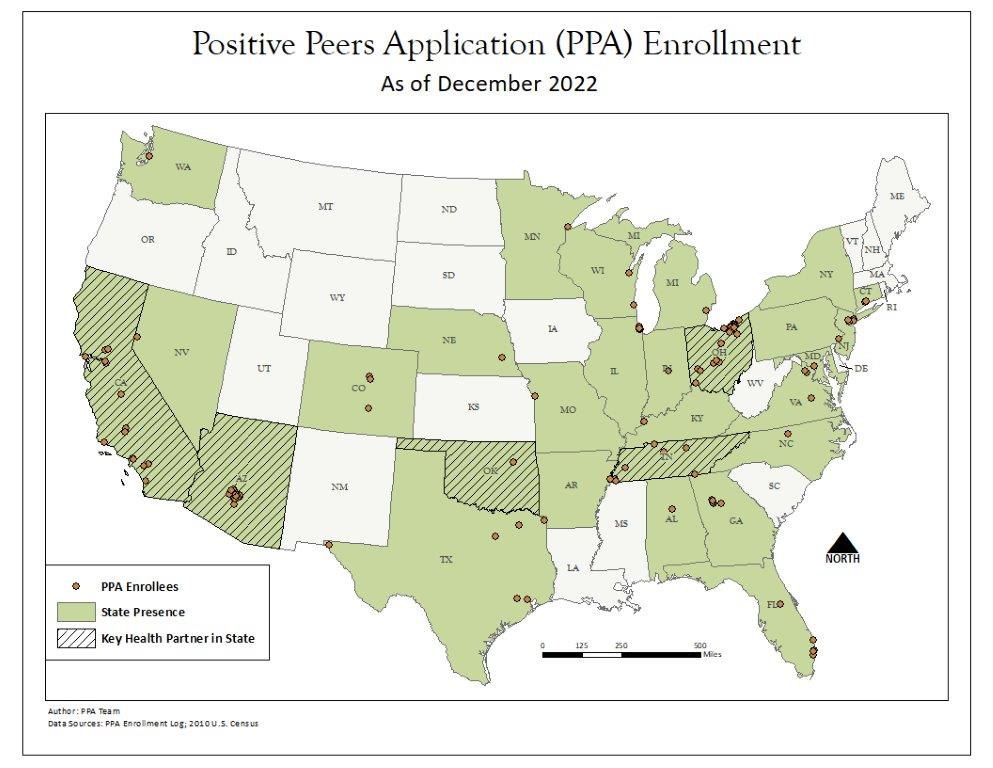 Positive Peers Application (PPA) Enrollment
As of December 2022
WA
OR
ID
MT
ND
MN
WY
SD
WI
MI
MI
ME
VT
NH
MA
NY
CT
RI
CA
NV
UT
CO
NE
IA
IL
IN
OH
PA
NJ
MD
DE
WV
VA
KS
MO
KY
AZ
NM
OK
AR
TN
NC
SC
TX
LA
MS
AL
GA
FL
NORTH
PPA Enrollees
State Presence
Key Health Partner in State
0 125 250 500
Miles
Author: PPA Team
Data Sources: PPA Enrollment Log; 2010 U.S. Census